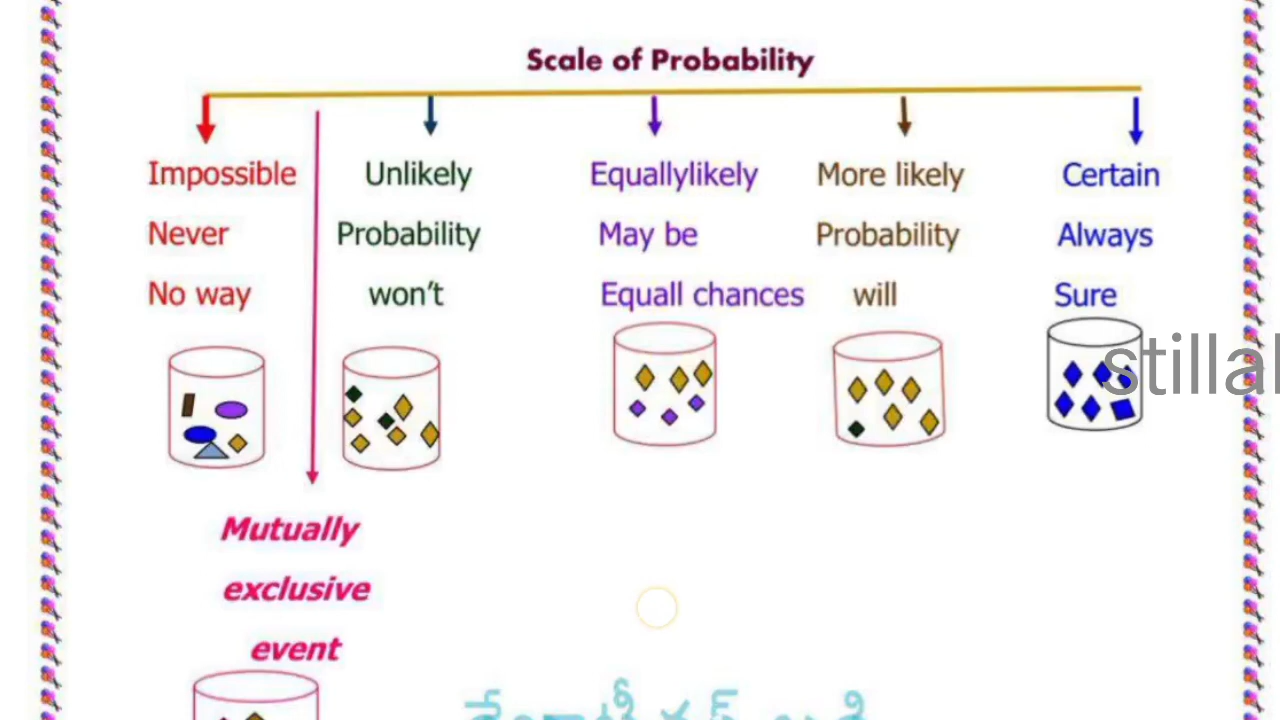 Scale of Probability
Impossible Unlikely Equallylikely More likely Certain
Never Probability May be Probability Always
No way won't Equall chances will Sure
stillal
Mutually
exclusive
event